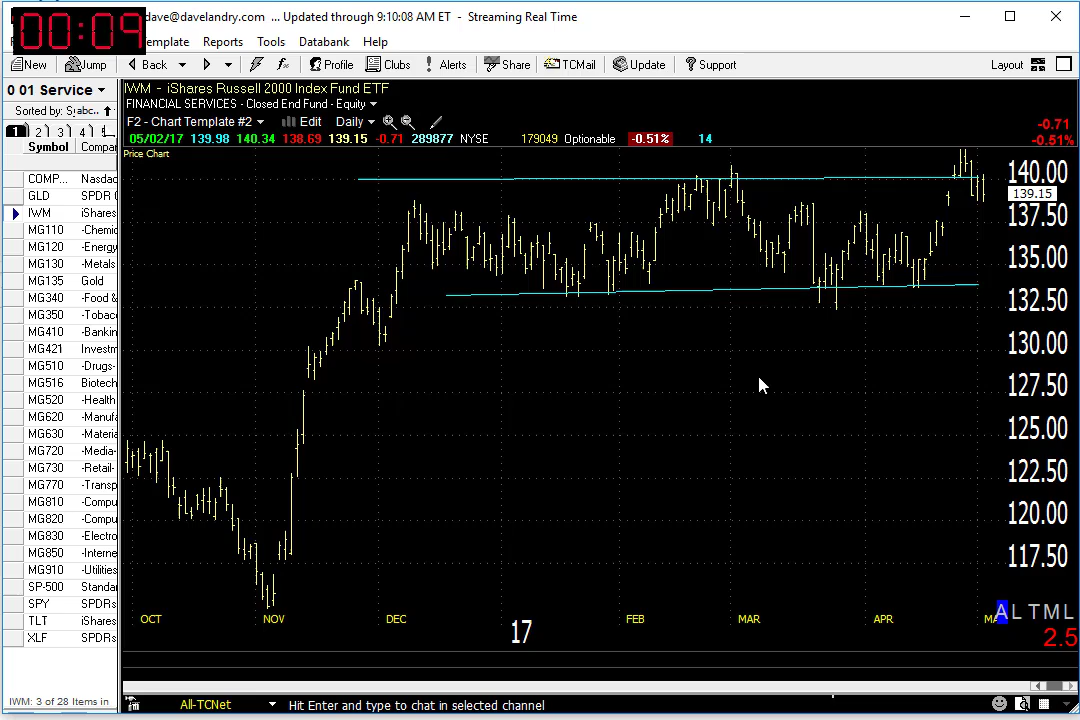 00:09
dave@davelandry.com ... Updated through 9:10:08 AM ET - Streaming Real Time
emplate Reports Tools Databank Help
New Jump Back Profile Clubs Alerts Share TCMail Update Support Layout
0 01 Service
IWM - iShares Russell 2000 Index Fund ETF
FINANCIAL SERVICES - Closed End Fund - Equity
Sorted by: Symbol
F2 - Chart Template #2 Edit Daily
1 2 3 4
05/02/17 139.98 140.34 138.69 139.15 -0.71 289877 NYSE 179049 Optionable -0.51% 14
-0.71
-0.51%
Symbol Compar
Price Chart
COMP... Nasdac
GLD SPDR (
IWM iShares
MG110 -Chemic
MG120 -Energy
MG130 -Metals
MG135 Gold
MG340 -Food &
MG350 -Tobac
MG410 -Bankin
MG421 Investm
MG510 -Drugs-
MG516 Biotech
MG520 -Health
MG620 -Manufa
MG630 -Materia
MG720 -Media-
MG730 -Retail-
MG770 -Transp
MG810 -Compu
MG820 -Compu
MG830 -Electro
MG850 -Interne
MG910 -Utilities
SP-500 Standa
SPY SPDRs
TLT iShares
XLF SPDRs
140.00
139.15
137.50
135.00
132.50
130.00
127.50
125.00
122.50
120.00
117.50
A L T M L
OCT NOV DEC 17 FEB MAR APR MA
2.5
IWM: 3 of 28 Items in
All-TCNet Hit Enter and type to chat in selected channel